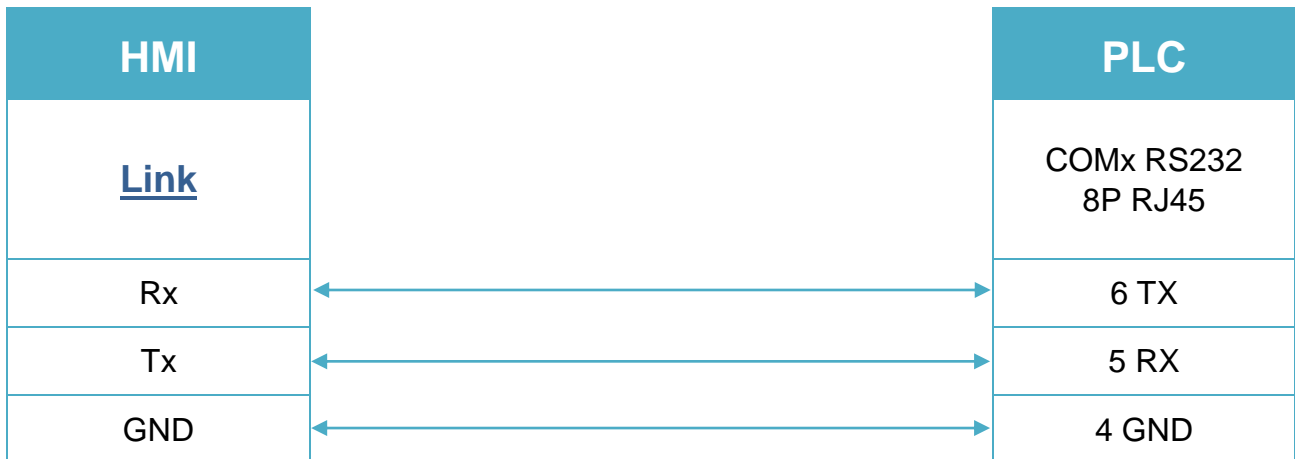 HMI PLC
Link COMx RS232
8P RJ45
Rx 6 TX
Tx 5 RX
GND 4 GND